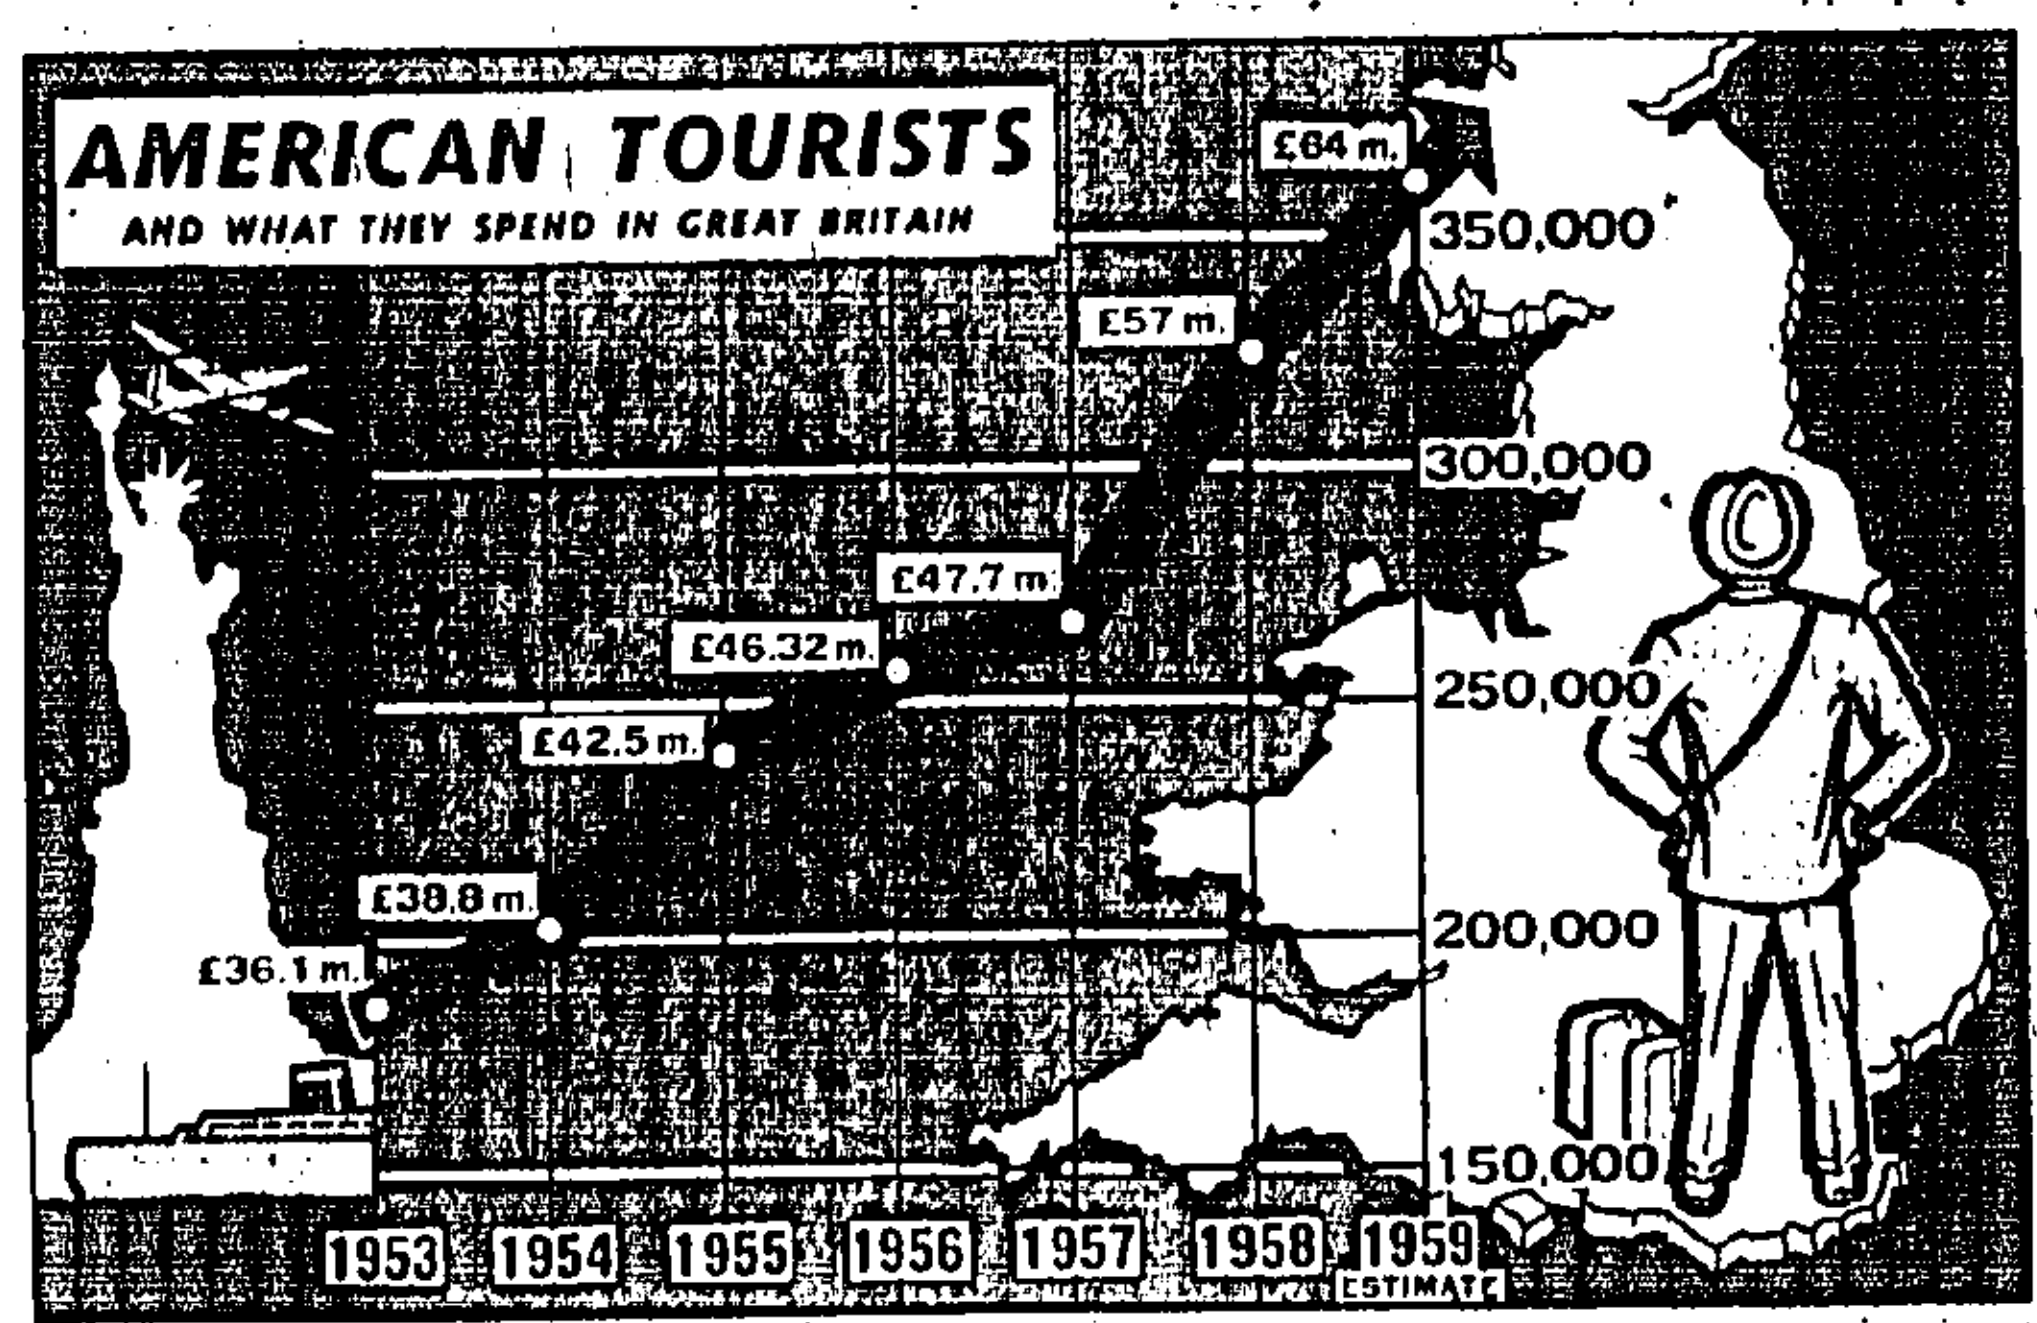 AMERICAN TOURISTS
AND WHAT THEY SPEND IN GREAT BRITAIN
£64 m.
350,000
£57 m.
300,000
£47.7 m.
£46.32 m.
250,000
£42.5 m.
£38.8 m.
200,000
£36.1 m.
150,000
1953 1954 1955 1956 1957 1958 1959
ESTIMATE